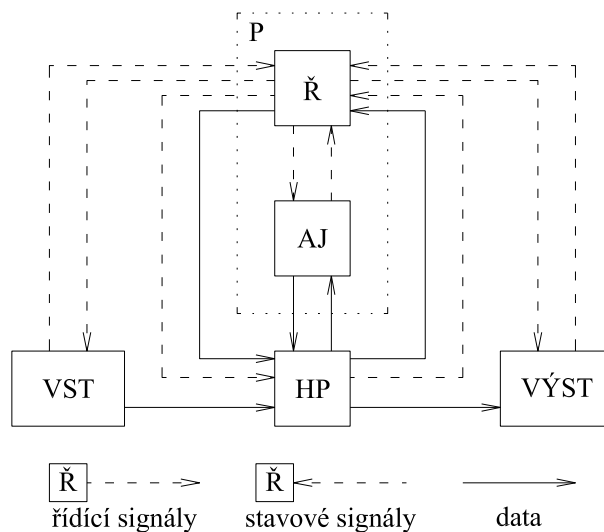 P
Ř
AJ
VST
HP
VÝST
Ř
Ř
řídící signály
stavové signály
data